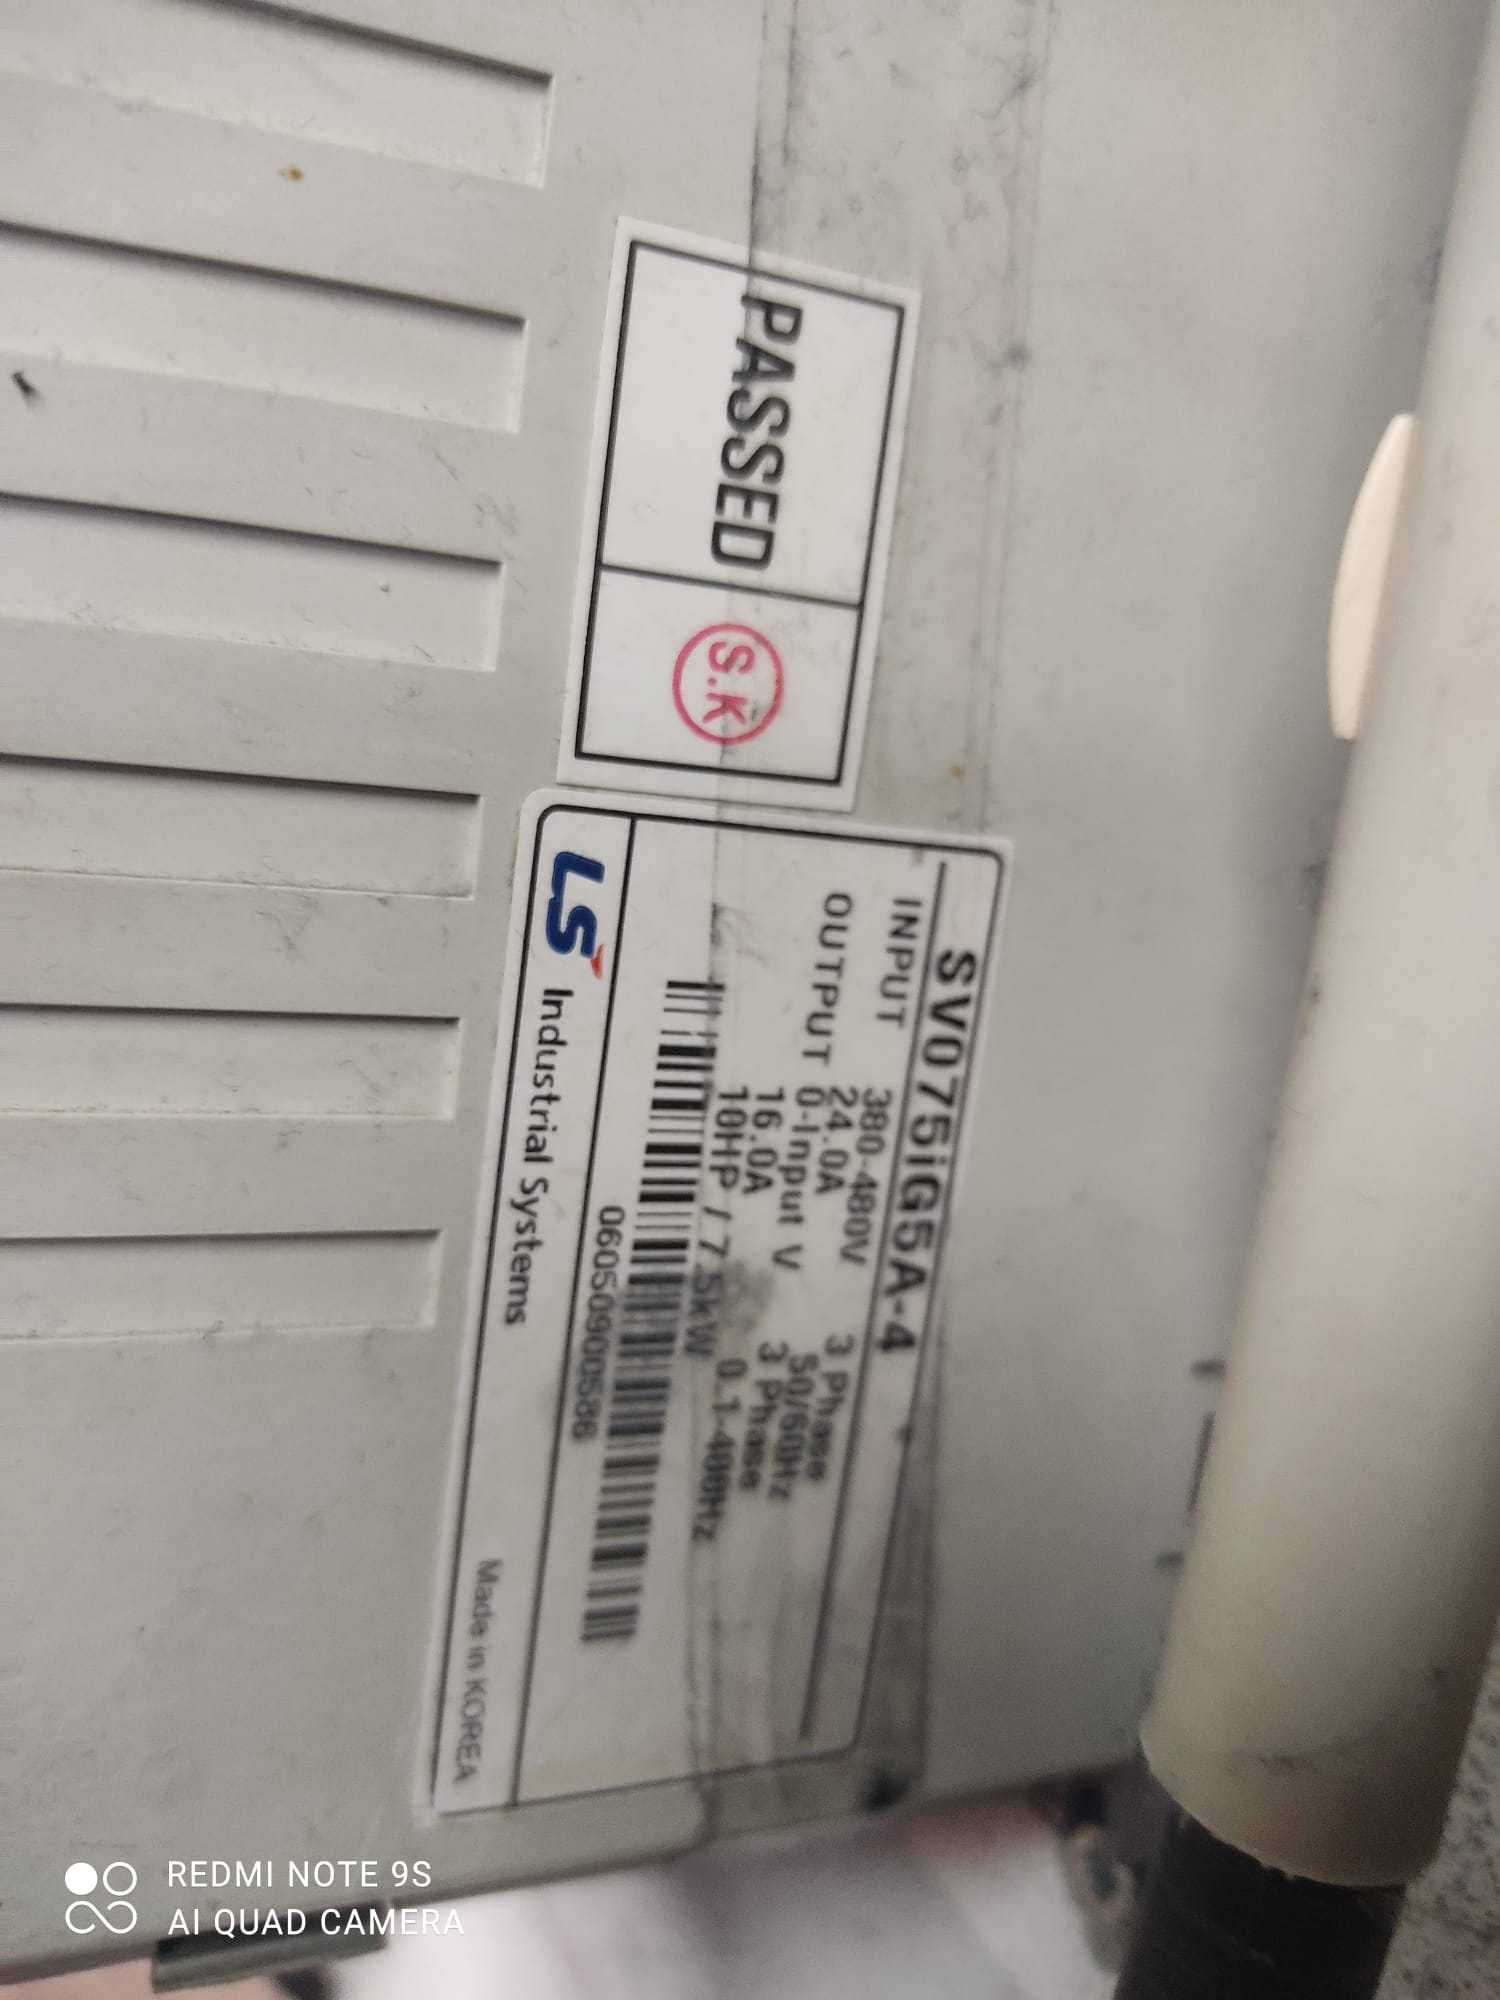 PASSED
S.K
SV075iG5A-4
INPUT 380-480V 3 Phase
24.0A 50/60Hz
OUTPUT 0-Input V 3 Phase
16.0A 0.1-400Hz
10HP / 7.5kW
06050900586
LS Industrial Systems
Made in KOREA
REDMI NOTE 9S
AI QUAD CAMERA